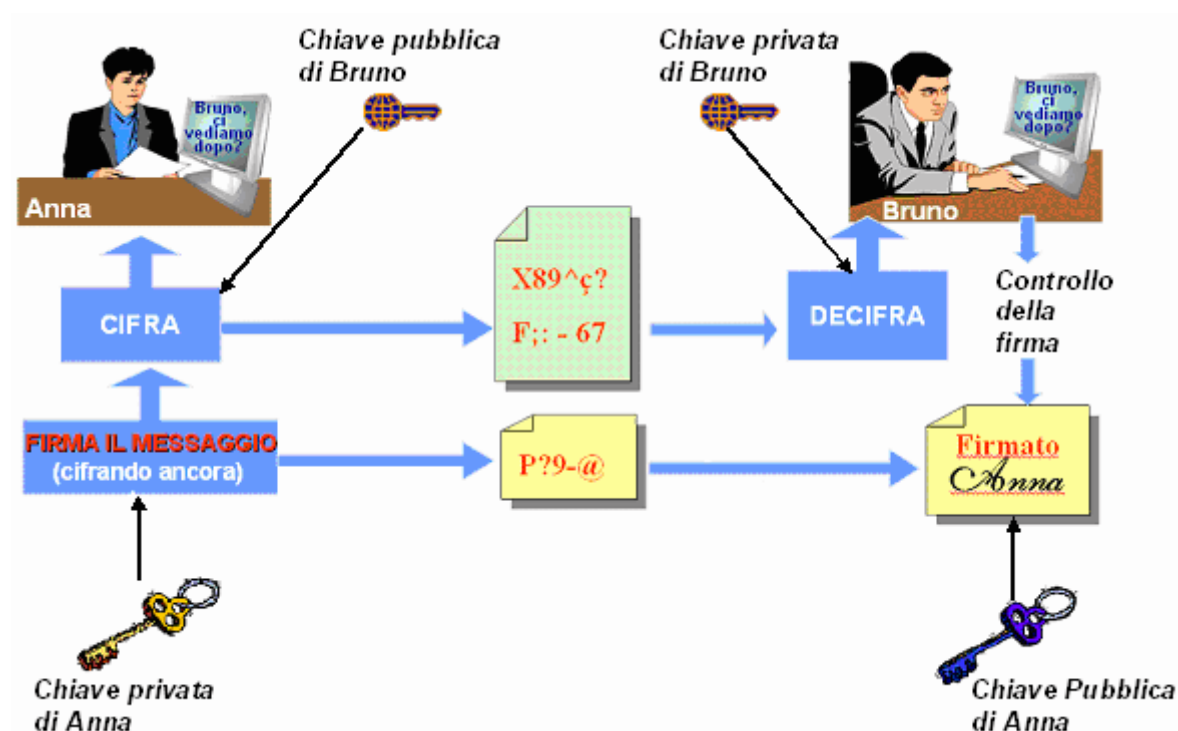 Chiave pubblica
di Bruno
Chiave privata
di Bruno
Bruno,
ci
vediamo
dopo?
Anna
Bruno,
ci
vediamo
dopo?
Bruno
X89^ç?
F;: - 67
CIFRA
DECIFRA
Controllo
della
firma
FIRMA IL MESSAGGIO
(cifrando ancora)
P?9-@
Firmato
Anna
Chiave privata
di Anna
Chiave Pubblica
di Anna